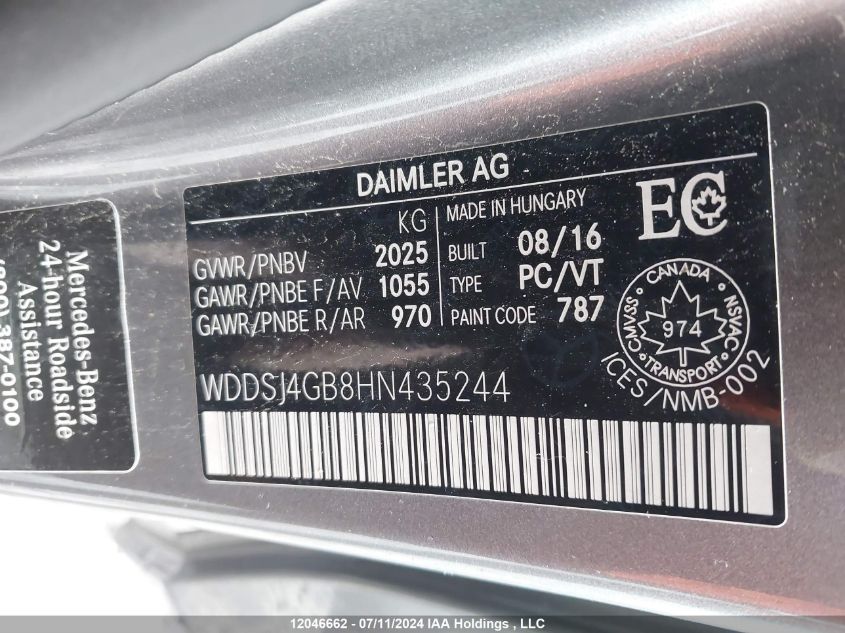 Mercedes-Benz
24-hour Roadside
Assistance
387-0100
DAIMLER AG
KG
GVWR/PNBV 2025
GAWR/PNBE F/AV 1055
GAWR/PNBE R/AR 970
MADE IN HUNGARY
BUILT 08/16
TYPE PC/VT
PAINT CODE 787
EC
CANADA
CMVSS 974 NSVAC
TRANSPORT
ICES/NMB-002
WDDSJ4GB8HN435244
12046662 - 07/11/2024 IAA Holdings , LLC